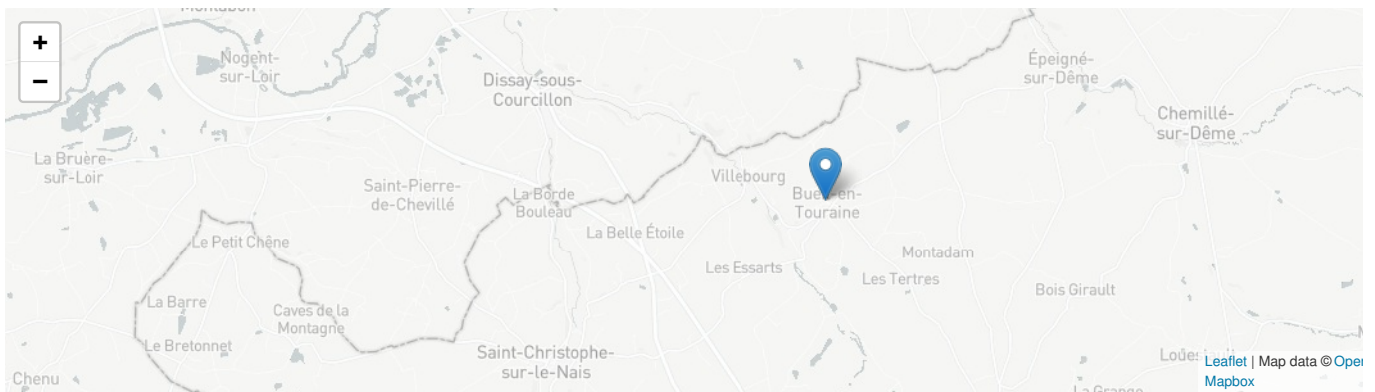 +
−
Nogent-
sur-Loir
Dissay-sous-
Courcillon
Épeigné-
sur-Dême
Chemillé-
sur-Dême
La Bruère-
sur-Loir
Saint-Pierre-
de-Chevillé
La Borde
Bouleau
Villebourg
Touraine
La Belle Étoile
Le Petit Chêne
Montadam
Les Essarts
Les Tertres
Bois Girault
La Barre
Caves de la
Montagne
Le Bretonnet
Saint-Christophe-
sur-le-Nais
Chenu
Leaflet | Map data ©Open
Mapbox